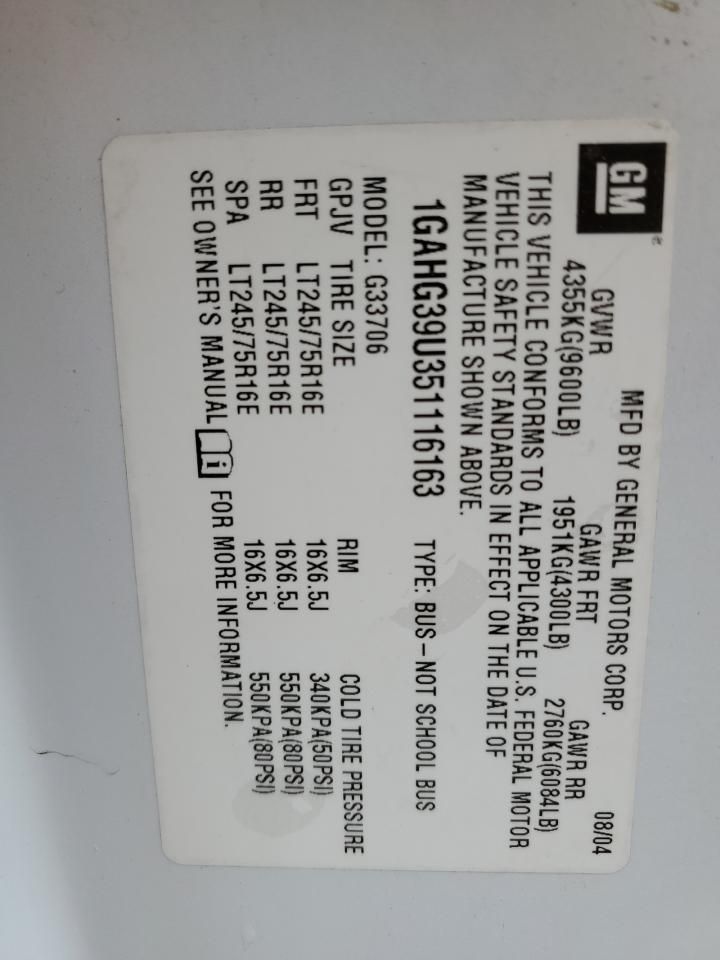 GM
MFD BY GENERAL MOTORS CORP. 08/04
GVWR GAWR FRT GAWR RR
4355KG(9600LB) 1951KG(4300LB) 2760KG(6084LB)
THIS VEHICLE CONFORMS TO ALL APPLICABLE U.S. FEDERAL MOTOR
VEHICLE SAFETY STANDARDS IN EFFECT ON THE DATE OF
MANUFACTURE SHOWN ABOVE.
1GAHG39U351116163 TYPE: BUS – NOT SCHOOL BUS
MODEL: G33706
GPJV TIRE SIZE RIM COLD TIRE PRESSURE
FRT LT245/75R16E 16X6.5J 340KPA(50PSI)
RR LT245/75R16E 16X6.5J 550KPA(80PSI)
SPA LT245/75R16E 16X6.5J 550KPA(80PSI)
SEE OWNER'S MANUAL i FOR MORE INFORMATION.